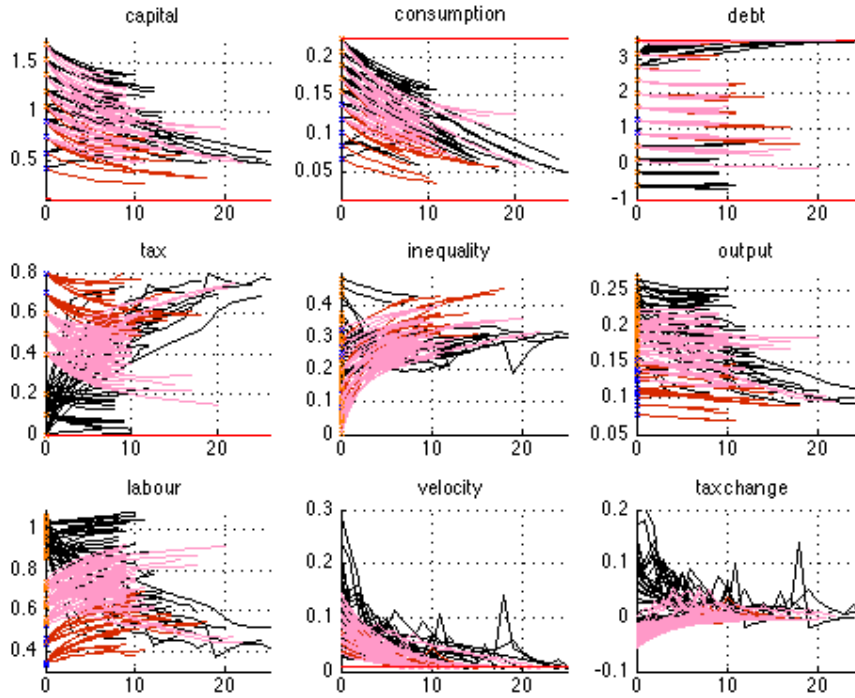 capital consumption debt
1.5 0.2 3
1 0.15 2
0.5 0.1 1
0.05 0
-1
0 10 20 0 10 20 0 10 20
tax inequality output
0.8 0.4 0.25
0.6 0.3 0.2
0.4 0.2 0.15
0.2 0.1 0.1
0 0 0.05
0 10 20 0 10 20 0 10 20
labour velocity taxchange
1 0.3 0.2
0.8 0.2 0.1
0.6 0.1 0
0.4 0 -0.1
0 10 20 0 10 20 0 10 20